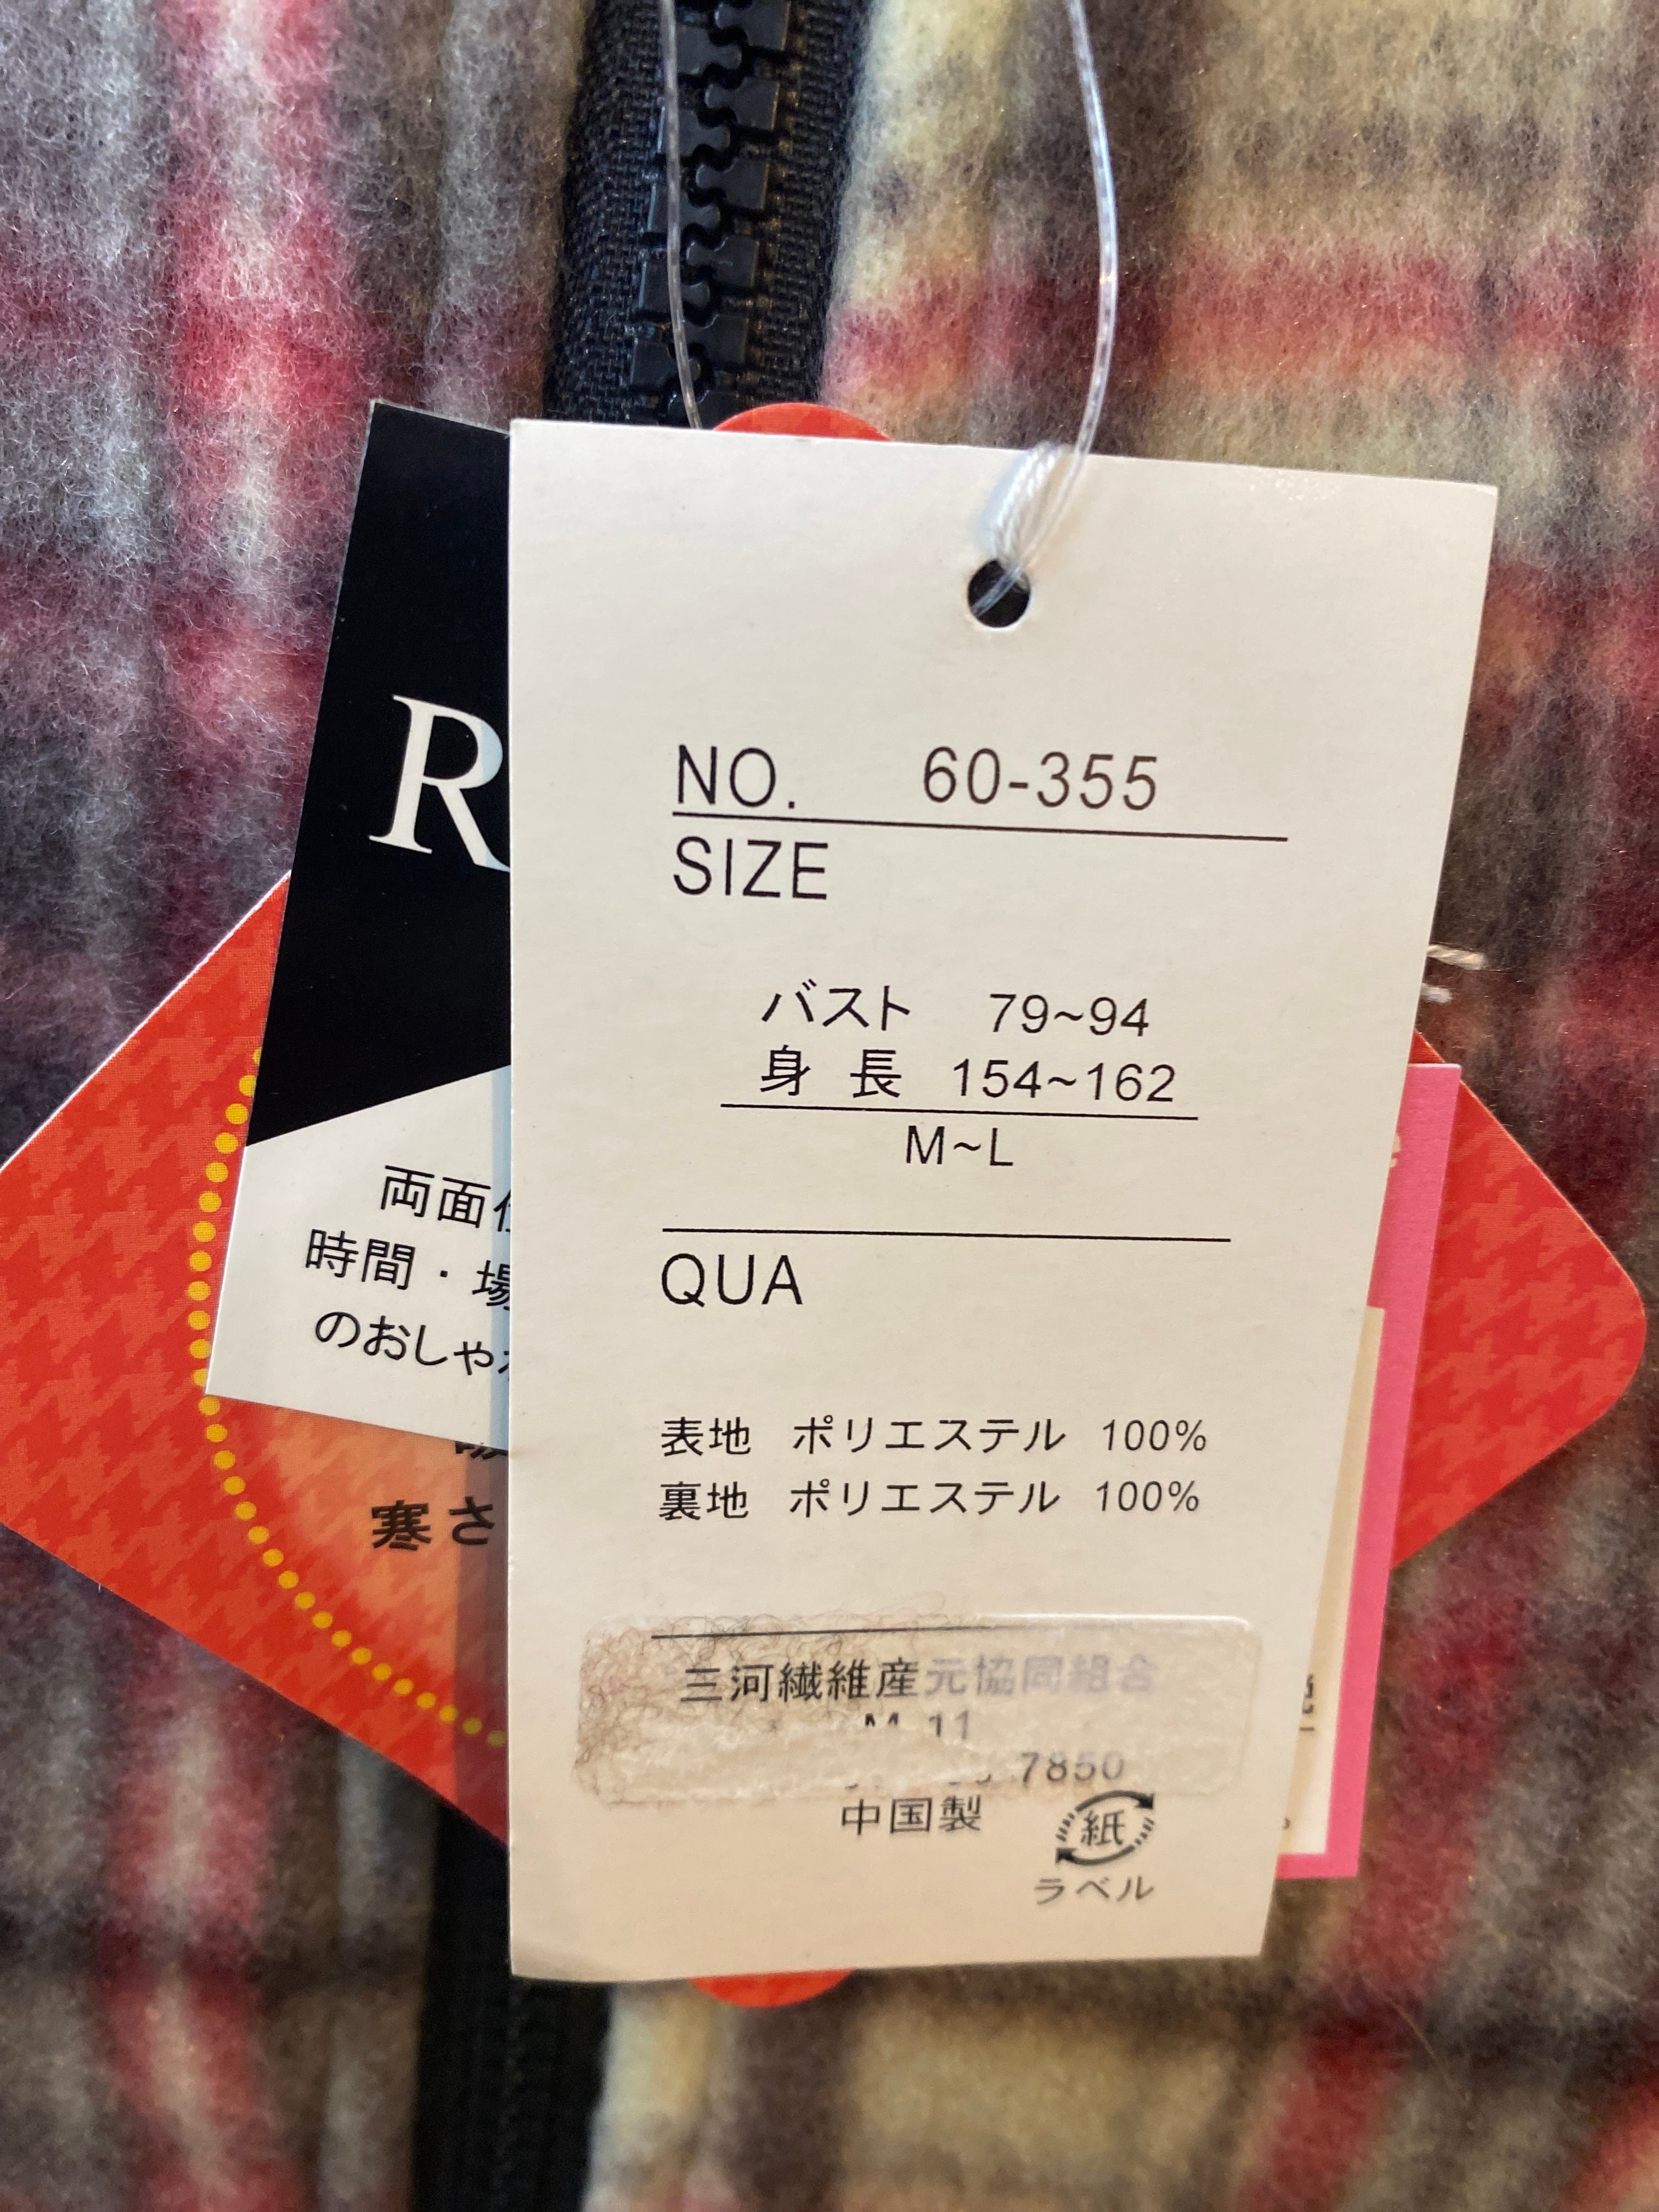 NO. 60-355
SIZE
バスト 79~94
身長 154~162
M~L
QUA
表地 ポリエステル 100%
裏地 ポリエステル 100%
三河繊維産元協同組合
M 11
7850
中国製
紙
ラベル
R
両面
時間・場
のおしゃ
寒さ